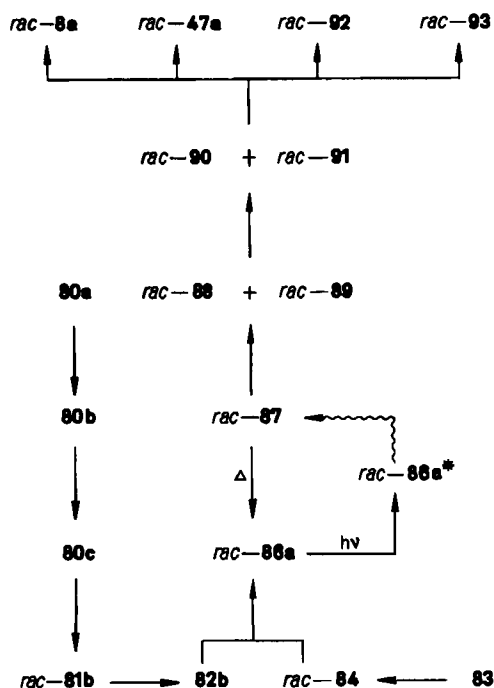 rac—8a rac—47a rac—92 rac—93
rac—90 + rac—91
80a rac—88 + rac—89
80b rac—87
Δ rac—86a*
80c rac—86a hν
rac—81b 82b rac—84 83